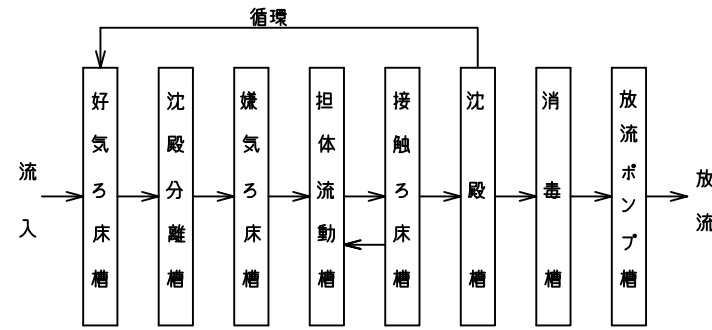 循環
流入
好気ろ床槽
沈殿分離槽
嫌気ろ床槽
担体流動槽
接触ろ床槽
沈殿槽
消毒槽
放流ポンプ槽
放流